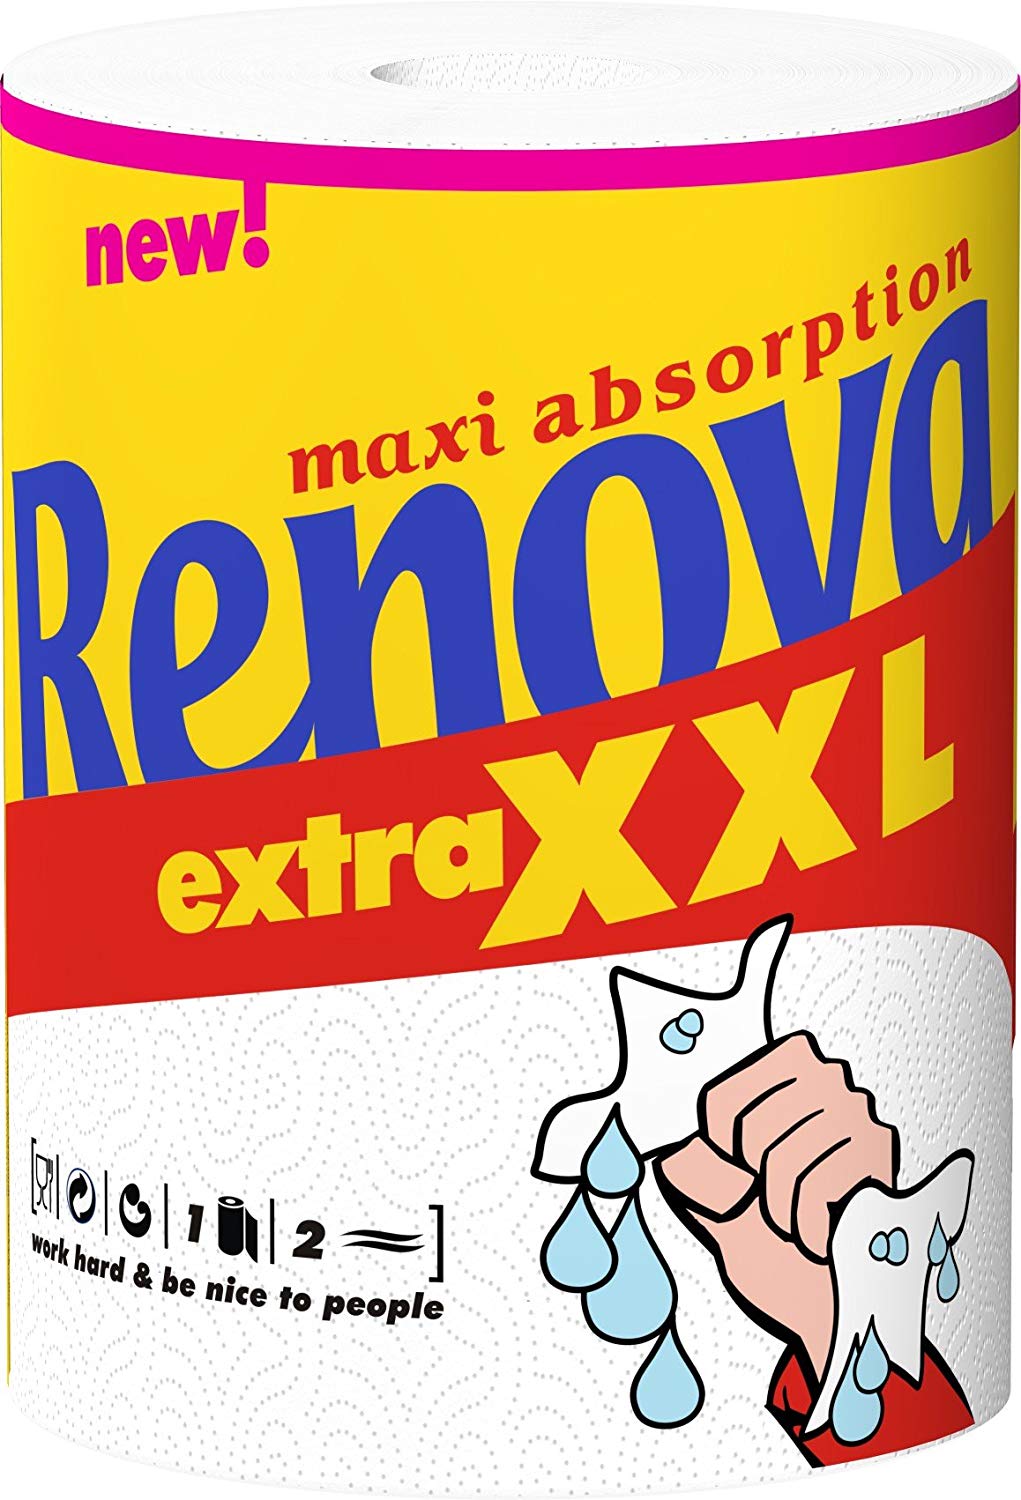 new!
maxi absorption
Renova
extra XXL
1 2
work hard & be nice to people